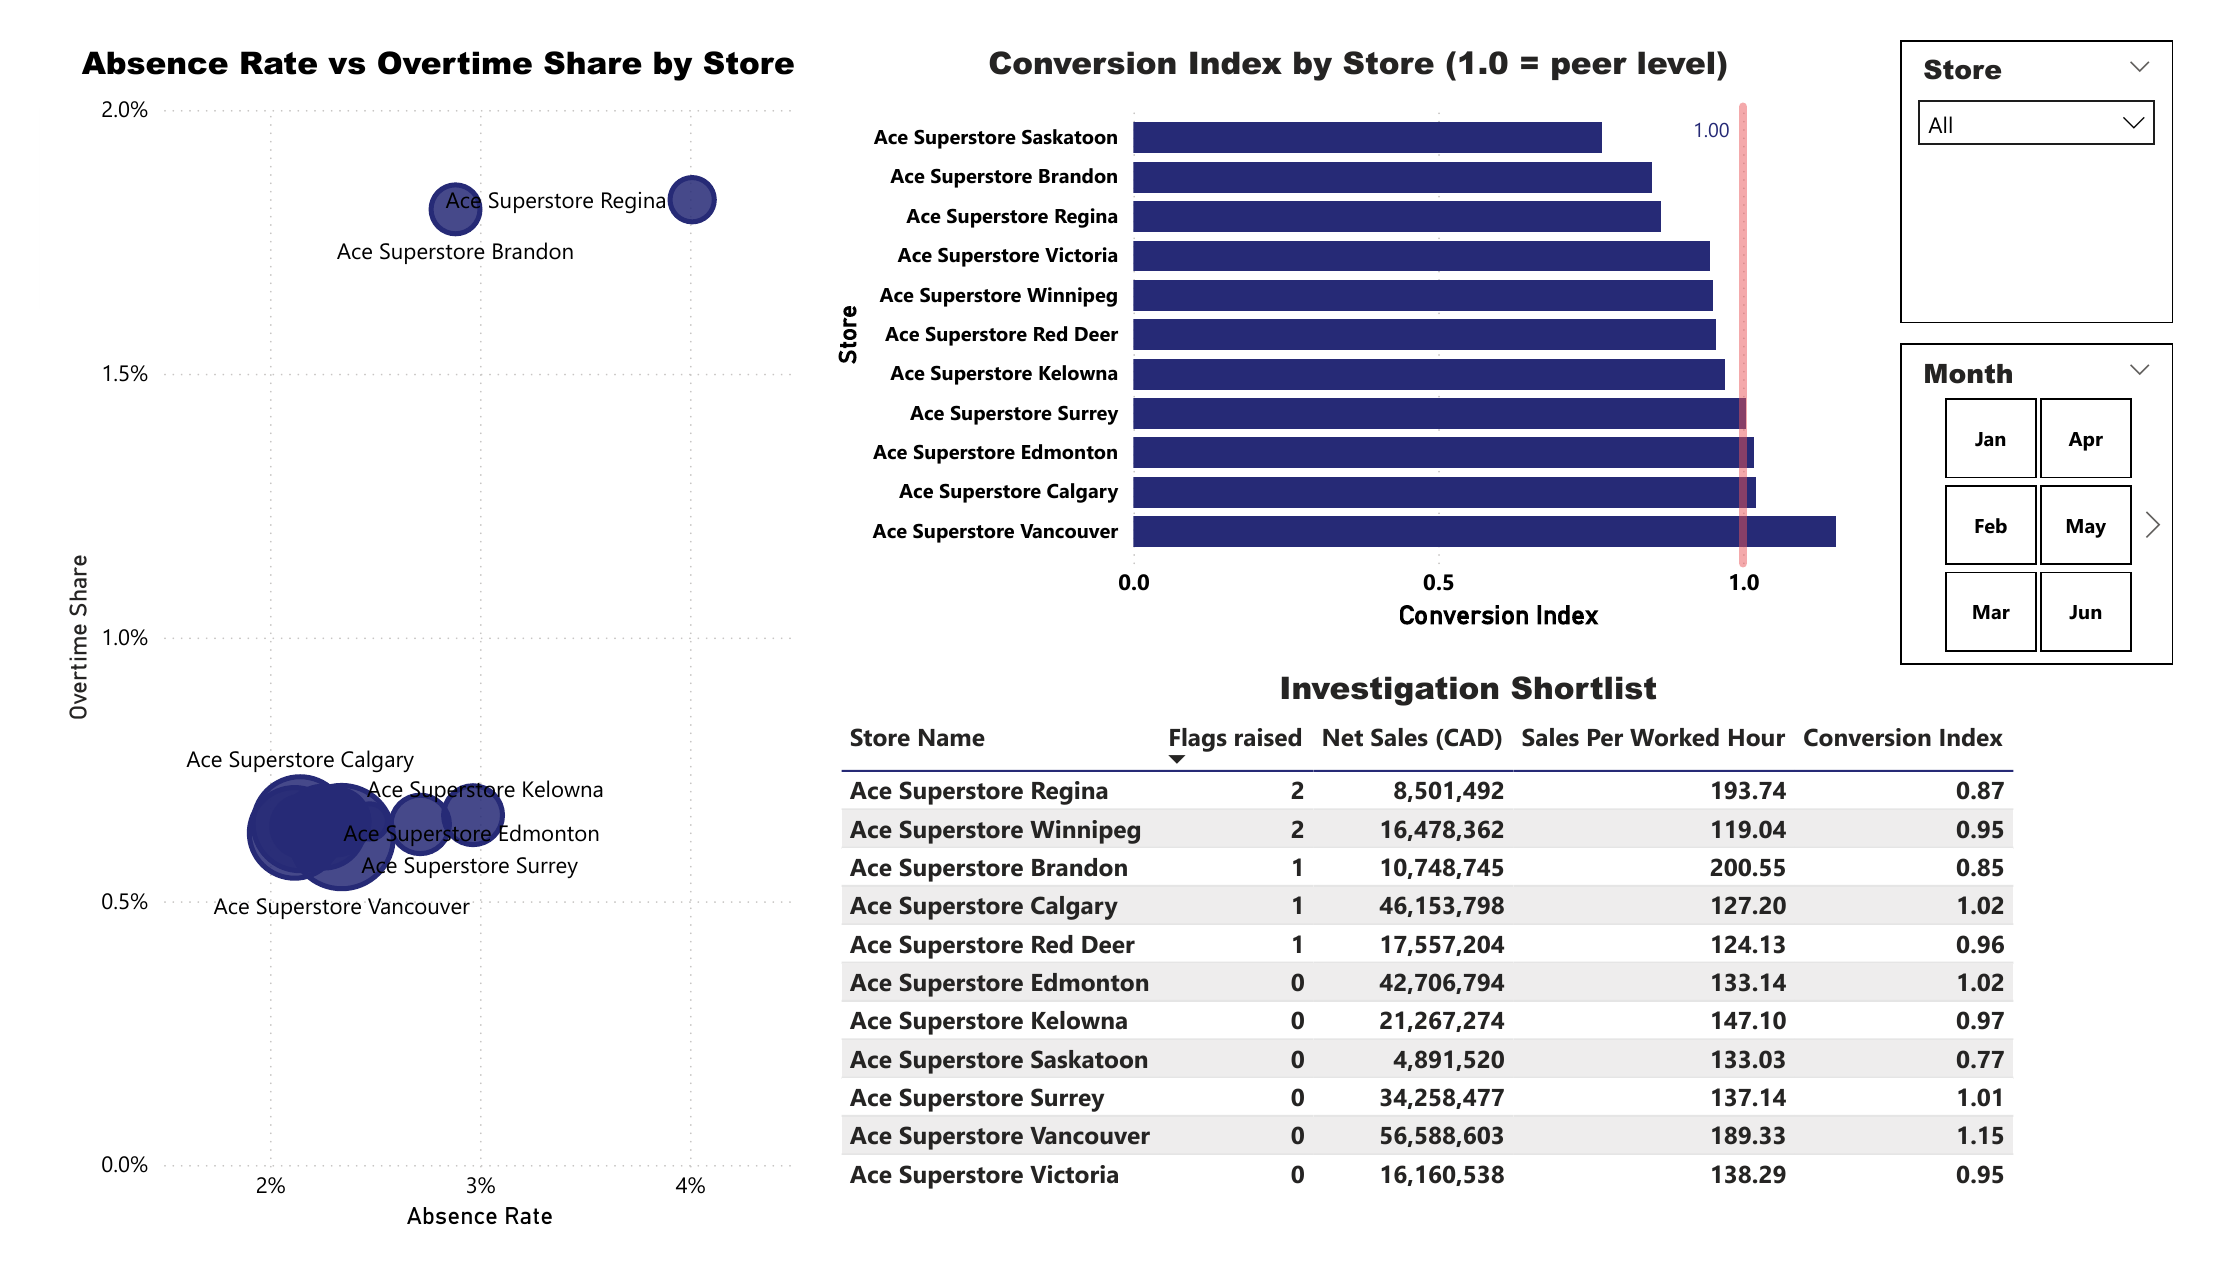 Absence Rate vs Overtime Share by Store
2.0%
1.5%
1.0%
0.5%
0.0%
Overtime Share
Ace Superstore Regina
Ace Superstore Brandon
Ace Superstore Calgary
Ace Superstore Kelowna
Ace Superstore Edmonton
Ace Superstore Surrey
Ace Superstore Vancouver
2% 3% 4%
Absence Rate
Conversion Index by Store (1.0 = peer level)
Store
Ace Superstore Saskatoon
1.00
Ace Superstore Brandon
Ace Superstore Regina
Ace Superstore Victoria
Ace Superstore Winnipeg
Ace Superstore Red Deer
Ace Superstore Kelowna
Ace Superstore Surrey
Ace Superstore Edmonton
Ace Superstore Calgary
Ace Superstore Vancouver
0.0 0.5 1.0
Conversion Index
Store
All
Month
Jan Apr
Feb May
Mar Jun
Investigation Shortlist
Store Name Flags raised Net Sales (CAD) Sales Per Worked Hour Conversion Index
Ace Superstore Regina 2 8,501,492 193.74 0.87
Ace Superstore Winnipeg 2 16,478,362 119.04 0.95
Ace Superstore Brandon 1 10,748,745 200.55 0.85
Ace Superstore Calgary 1 46,153,798 127.20 1.02
Ace Superstore Red Deer 1 17,557,204 124.13 0.96
Ace Superstore Edmonton 0 42,706,794 133.14 1.02
Ace Superstore Kelowna 0 21,267,274 147.10 0.97
Ace Superstore Saskatoon 0 4,891,520 133.03 0.77
Ace Superstore Surrey 0 34,258,477 137.14 1.01
Ace Superstore Vancouver 0 56,588,603 189.33 1.15
Ace Superstore Victoria 0 16,160,538 138.29 0.95